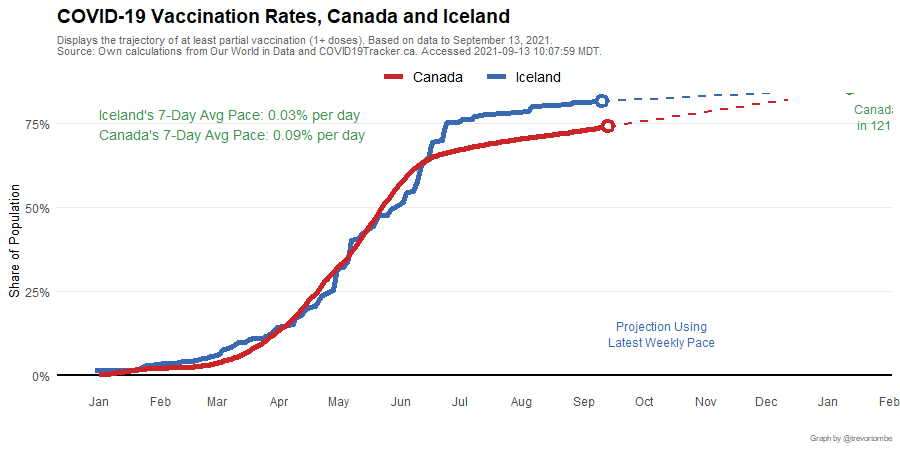 COVID-19 Vaccination Rates, Canada and Iceland
Displays the trajectory of at least partial vaccination (1+ doses). Based on data to September 13, 2021.
Source: Own calculations from Our World in Data and COVID19Tracker.ca. Accessed 2021-09-13 10:07:59 MDT.
Canada Iceland
Iceland's 7-Day Avg Pace: 0.03% per day
Canada's 7-Day Avg Pace: 0.09% per day
Canada
in 121
75%
50%
25%
0%
Share of Population
Projection Using
Latest Weekly Pace
Jan Feb Mar Apr May Jun Jul Aug Sep Oct Nov Dec Jan Feb
Graph by @trevortombe